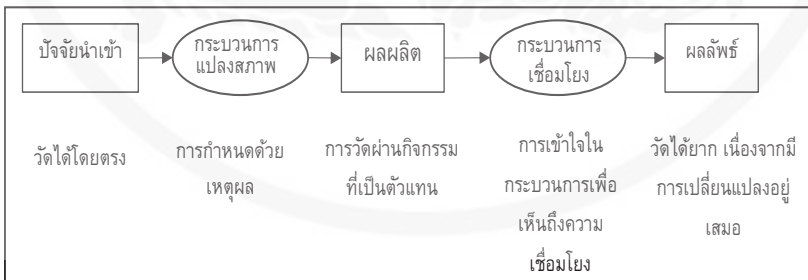 ปัจจัยนำเข้า
กระบวนการ
แปลงสภาพ
ผลผลิต
กระบวนการ
เชื่อมโยง
ผลลัพธ์
วัดได้โดยตรง
การกำหนดด้วย
เหตุผล
การวัดผ่านกิจกรรม
ที่เป็นตัวแทน
การเข้าใจใน
กระบวนการเพื่อ
เห็นถึงความ
เชื่อมโยง
วัดได้ยาก เนื่องจากมี
การเปลี่ยนแปลงอยู่
เสมอ